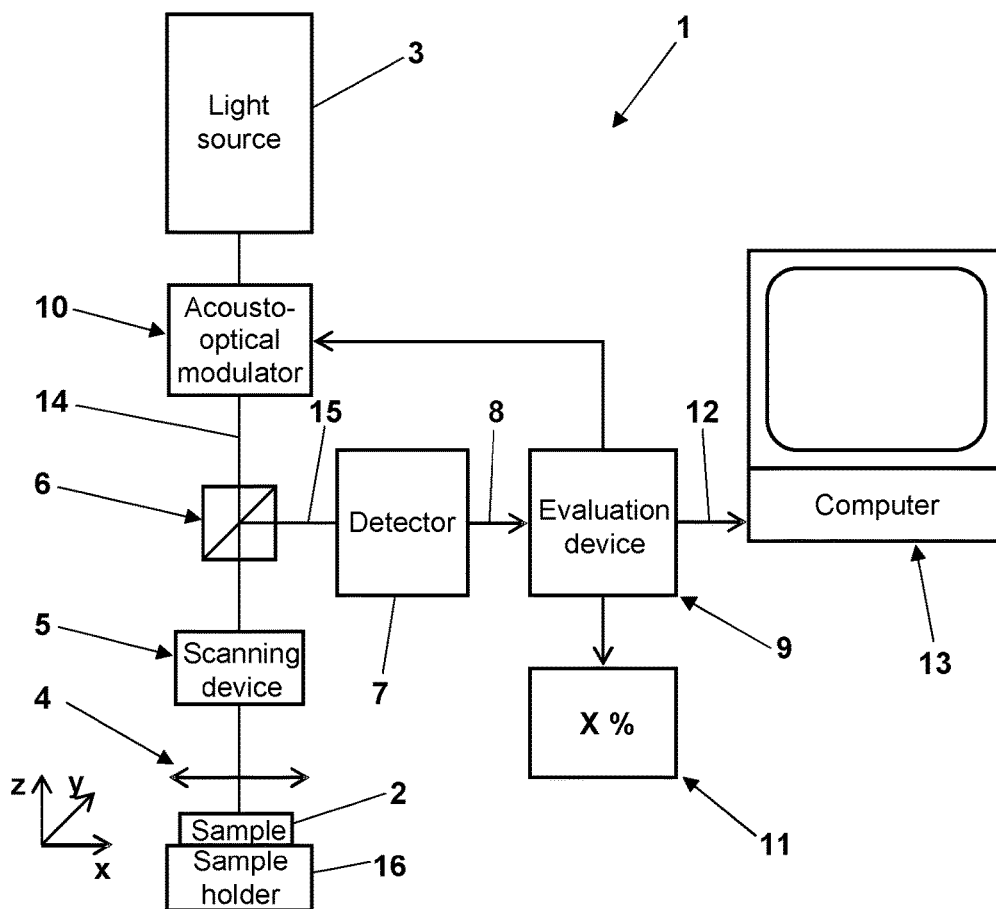 1
3
Light
source
10
Acousto-
optical
modulator
14
15
8
12
6
Detector
Evaluation
device
Computer
5
Scanning
device
7
9
13
4
X %
z
y
2
Sample
11
x
Sample
holder
16